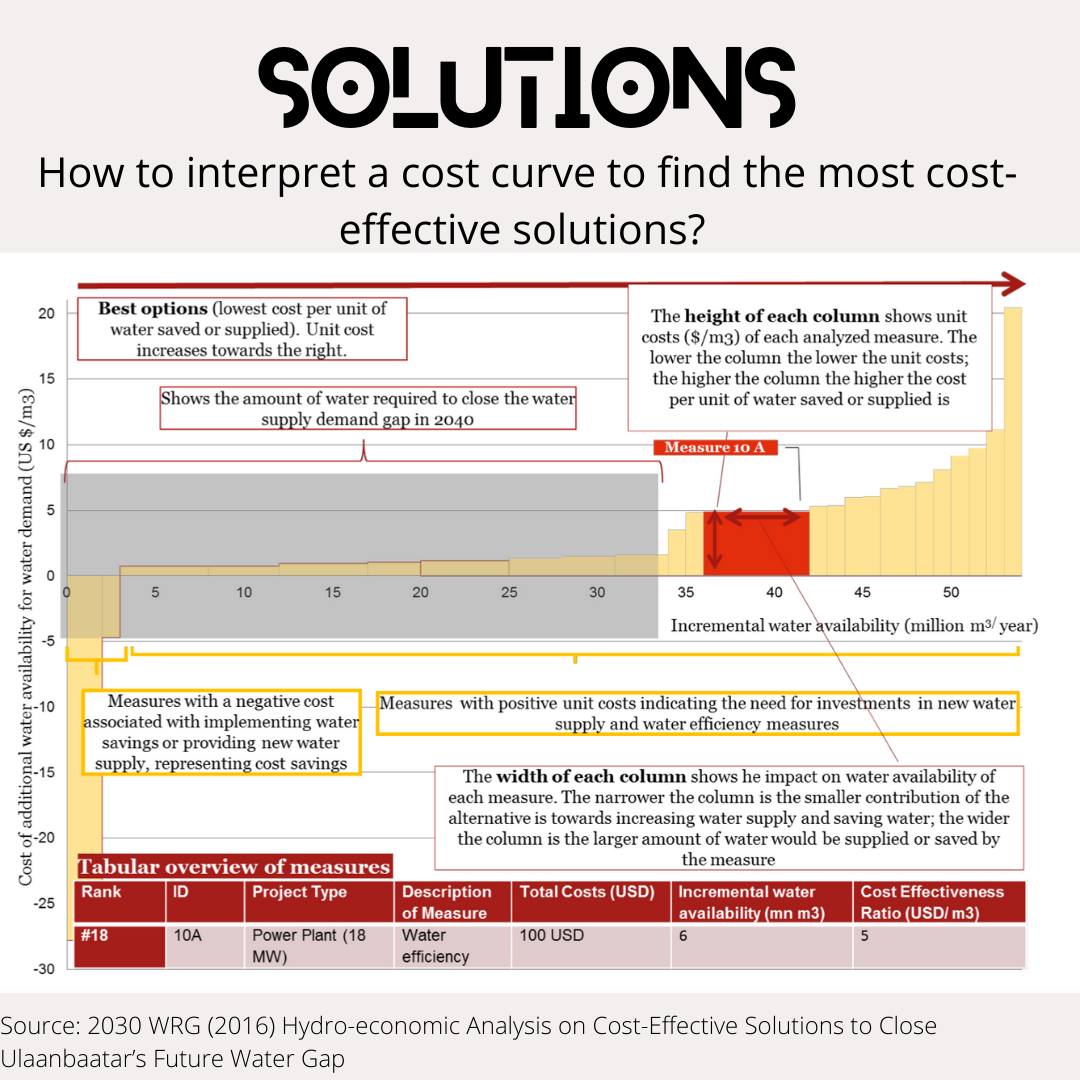 SOLUTIONS
How to interpret a cost curve to find the most cost-
effective solutions?
Best options (lowest cost per unit of
water saved or supplied). Unit cost
increases towards the right.
The height of each column shows unit
costs ($/m3) of each analyzed measure. The
lower the column the lower the unit costs;
the higher the column the higher the cost
per unit of water saved or supplied is
Shows the amount of water required to close the water
supply demand gap in 2040
Measure 10 A
Cost of additional water availability for water demand (US $/m3)
20
15
10
5
0
-5
-10
-15
-20
-25
-30
0 5 10 15 20 25 30 35 40 45 50
Incremental water availability (million m³/ year)
Measures with a negative cost
associated with implementing water
savings or providing new water
supply, representing cost savings
Measures with positive unit costs indicating the need for investments in new water
supply and water efficiency measures
The width of each column shows he impact on water availability of
each measure. The narrower the column is the smaller contribution of the
alternative is towards increasing water supply and saving water; the wider
the column is the larger amount of water would be supplied or saved by
the measure
Tabular overview of measures
Rank ID Project Type Description Total Costs (USD) Incremental water Cost Effectiveness
of Measure availability (mn m3) Ratio (USD/ m3)
#18 10A Power Plant (18 Water 100 USD 6 5
MW) efficiency
Source: 2030 WRG (2016) Hydro-economic Analysis on Cost-Effective Solutions to Close
Ulaanbaatar’s Future Water Gap